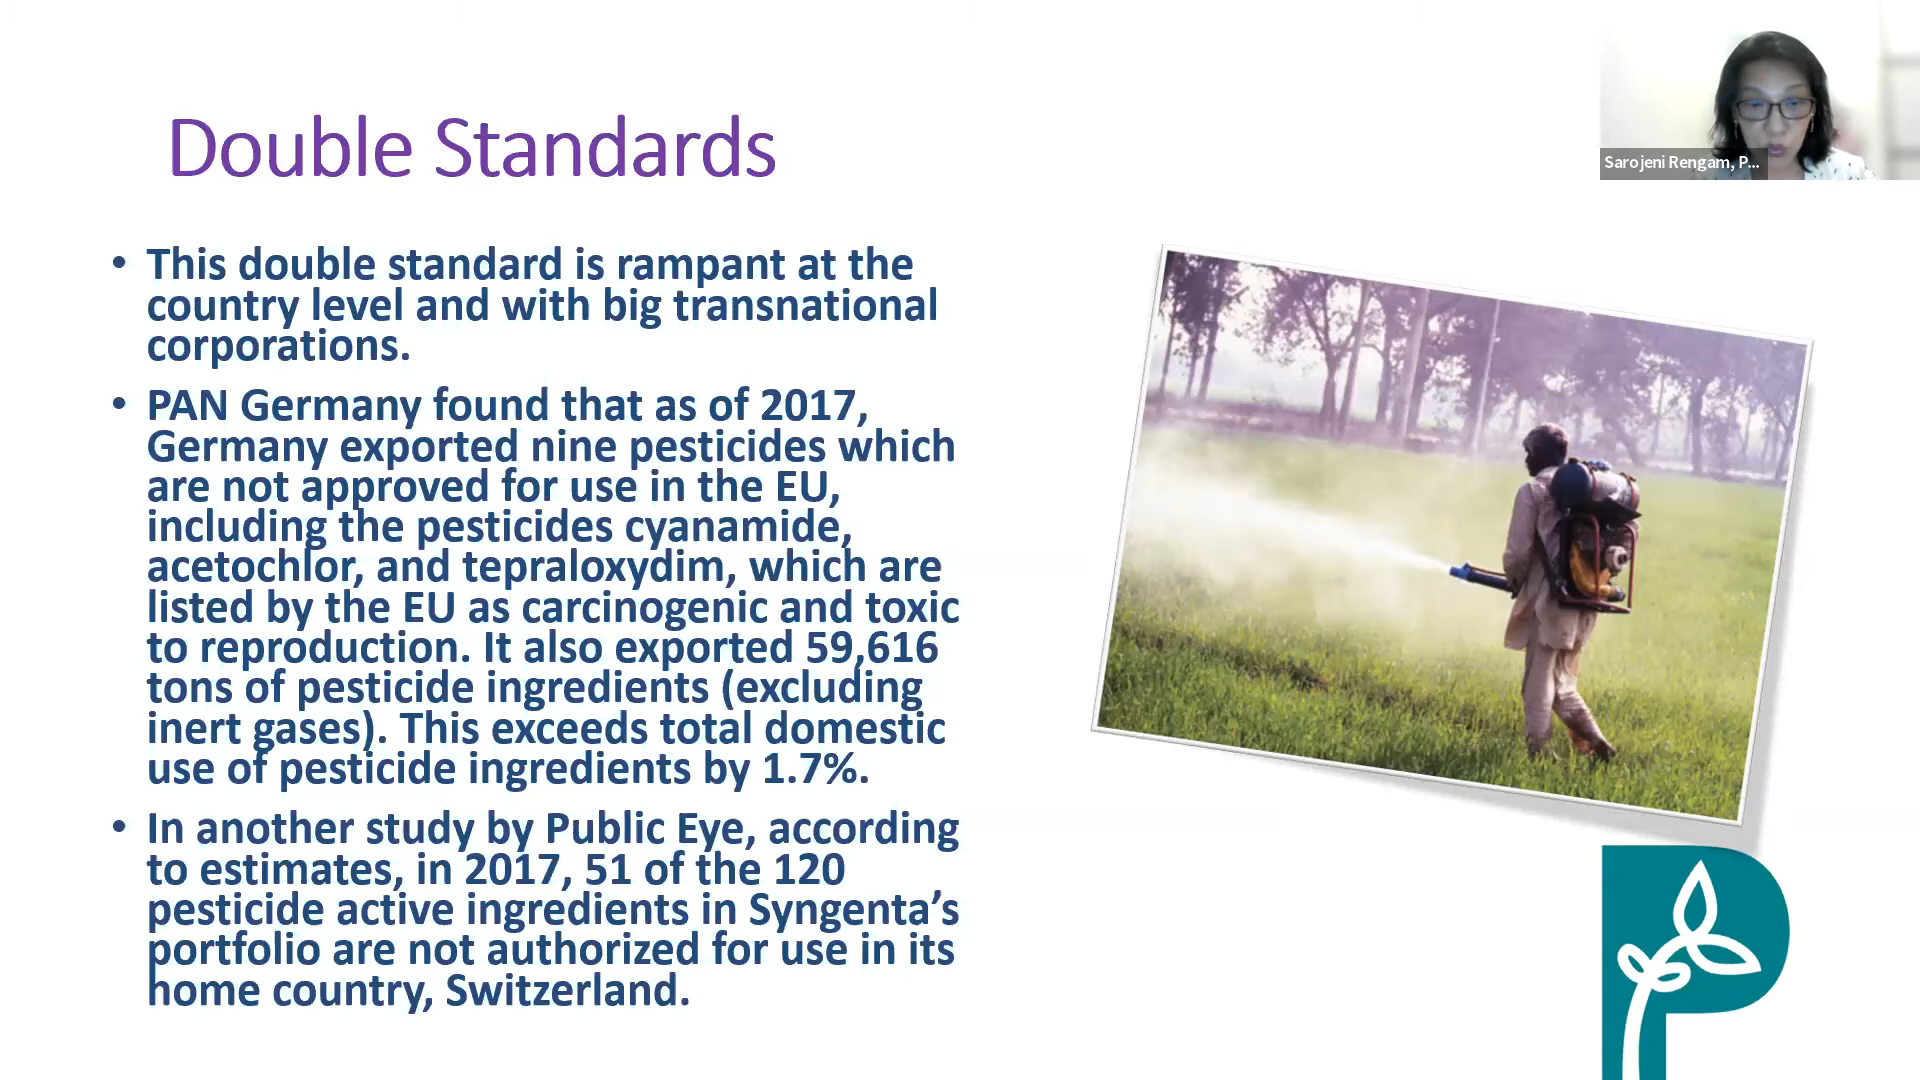 Double Standards
Sarojeni Rengam, P...
• This double standard is rampant at the
country level and with big transnational
corporations.
• PAN Germany found that as of 2017,
Germany exported nine pesticides which
are not approved for use in the EU,
including the pesticides cyanamide,
acetochlor, and tepraloxydim, which are
listed by the EU as carcinogenic and toxic
to reproduction. It also exported 59,616
tons of pesticide ingredients (excluding
inert gases). This exceeds total domestic
use of pesticide ingredients by 1.7%.
• In another study by Public Eye, according
to estimates, in 2017, 51 of the 120
pesticide active ingredients in Syngenta’s
portfolio are not authorized for use in its
home country, Switzerland.